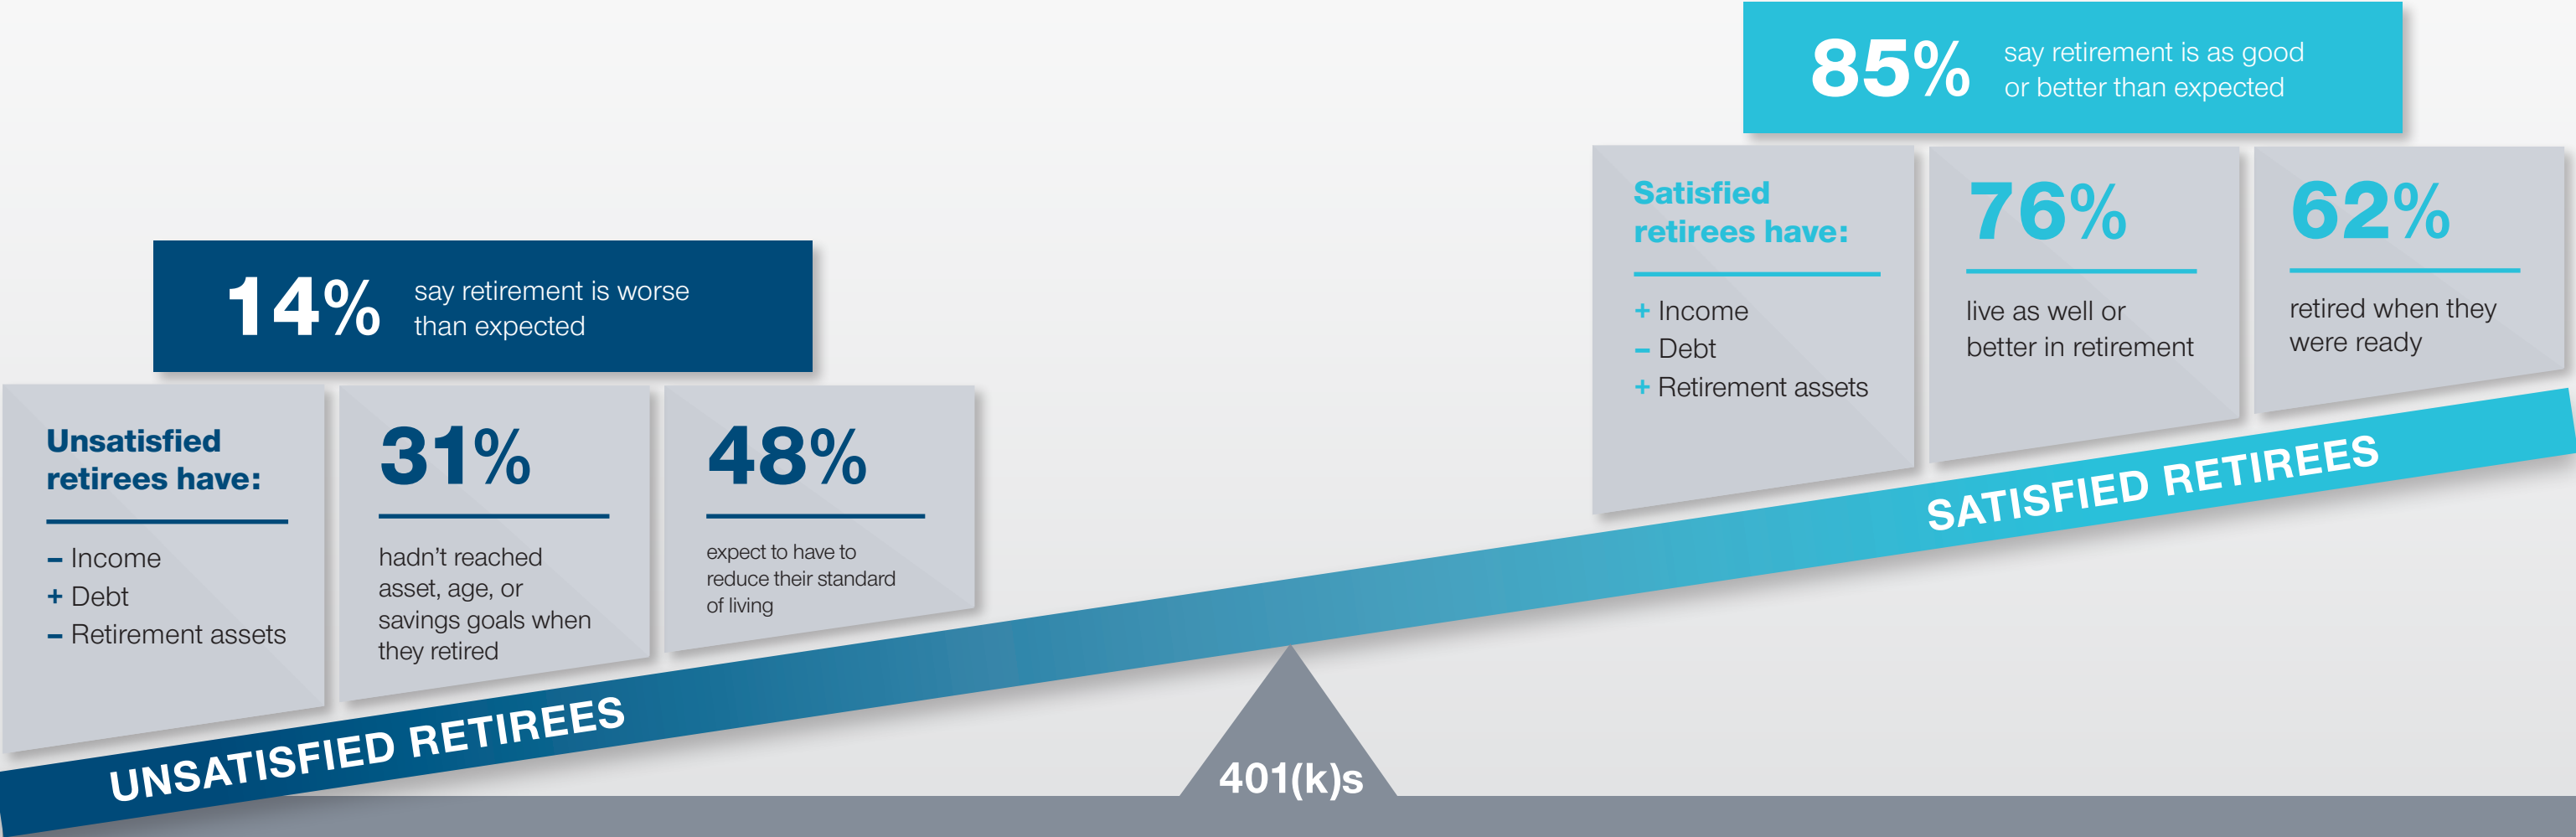 14%
say retirement is worse
than expected
Unsatisfied
retirees have:
– Income
+ Debt
– Retirement assets
31%
hadn’t reached
asset, age, or
savings goals when
they retired
48%
expect to have to
reduce their standard
of living
UNSATISFIED RETIREES
401(k)s
85%
say retirement is as good
or better than expected
Satisfied
retirees have:
+ Income
– Debt
+ Retirement assets
76%
live as well or
better in retirement
62%
retired when they
were ready
SATISFIED RETIREES